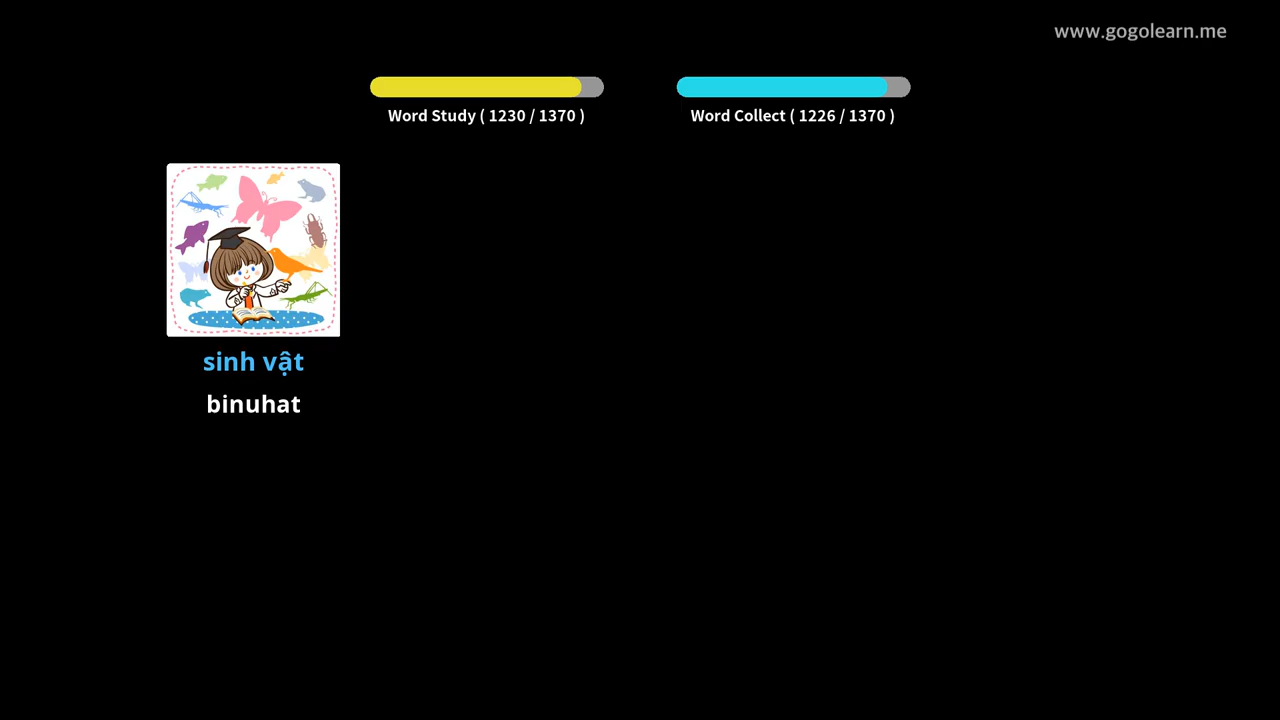 www.gogolearn.me
Word Study ( 1230 / 1370 )
Word Collect ( 1226 / 1370 )
sinh vật
binuhat